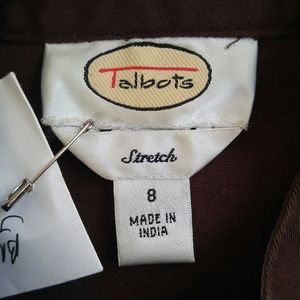 Talbots
Stretch
8
MADE IN
INDIA